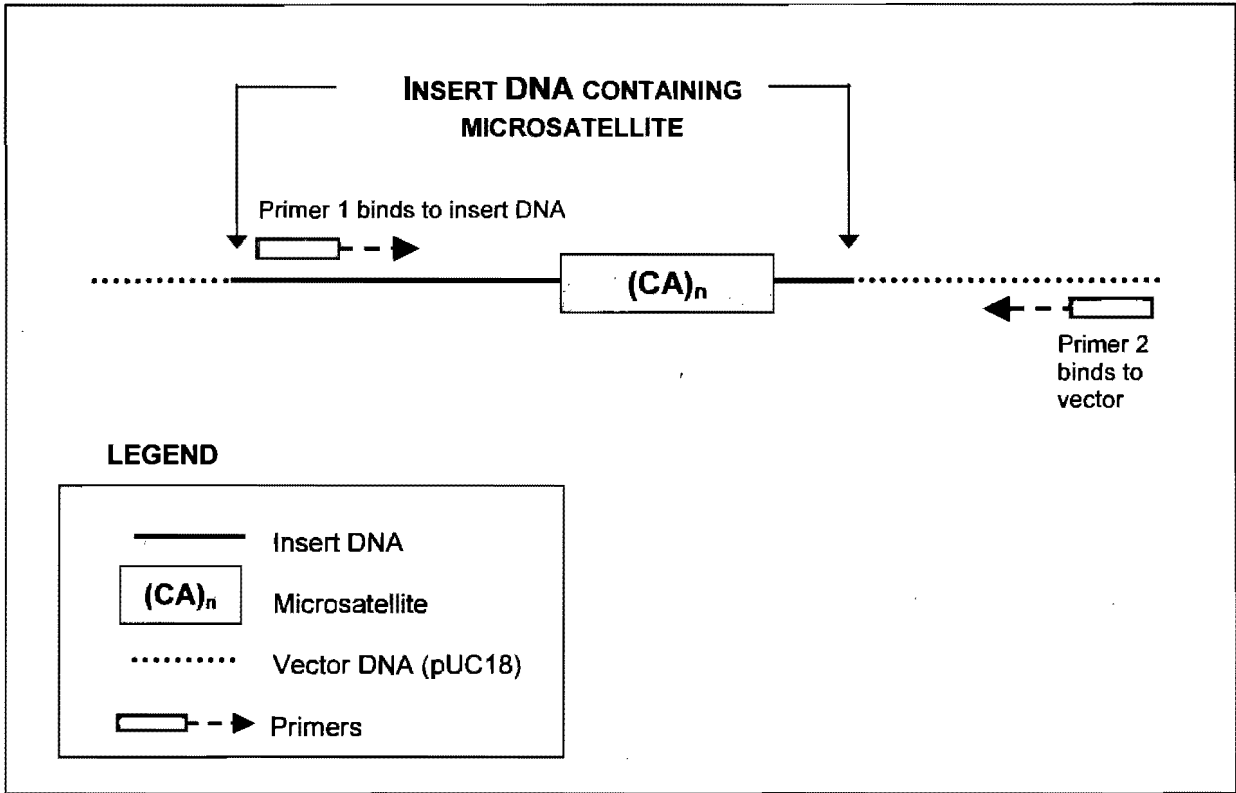 INSERT DNA CONTAINING
MICROSATELLITE
Primer 1 binds to insert DNA
(CA)n
Primer 2
binds to
vector
LEGEND
Insert DNA
(CA)n
Microsatellite
Vector DNA (pUC18)
Primers